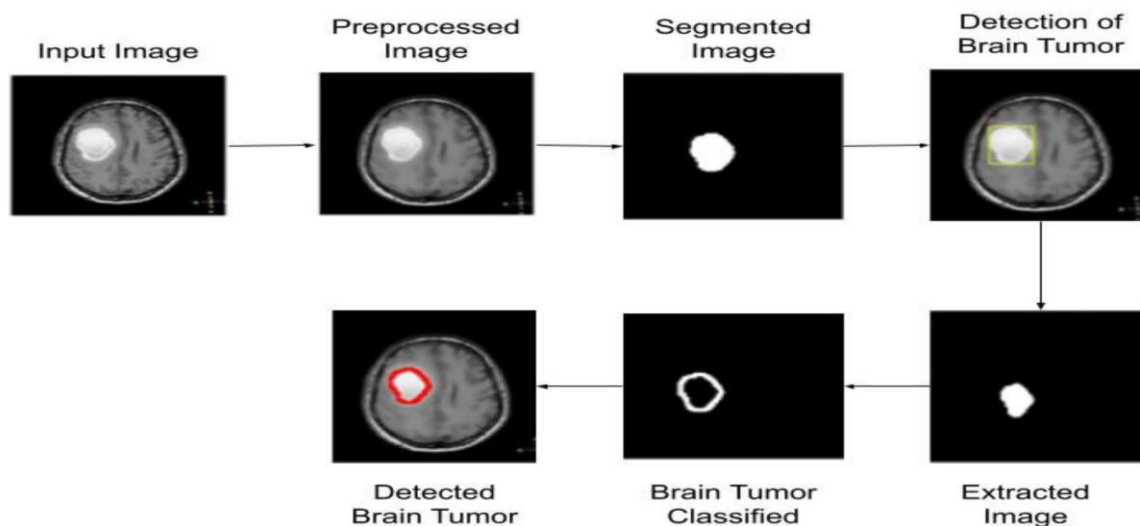 Input Image
Preprocessed
Image
Segmented
Image
Detection of
Brain Tumor
Detected
Brain Tumor
Brain Tumor
Classified
Extracted
Image